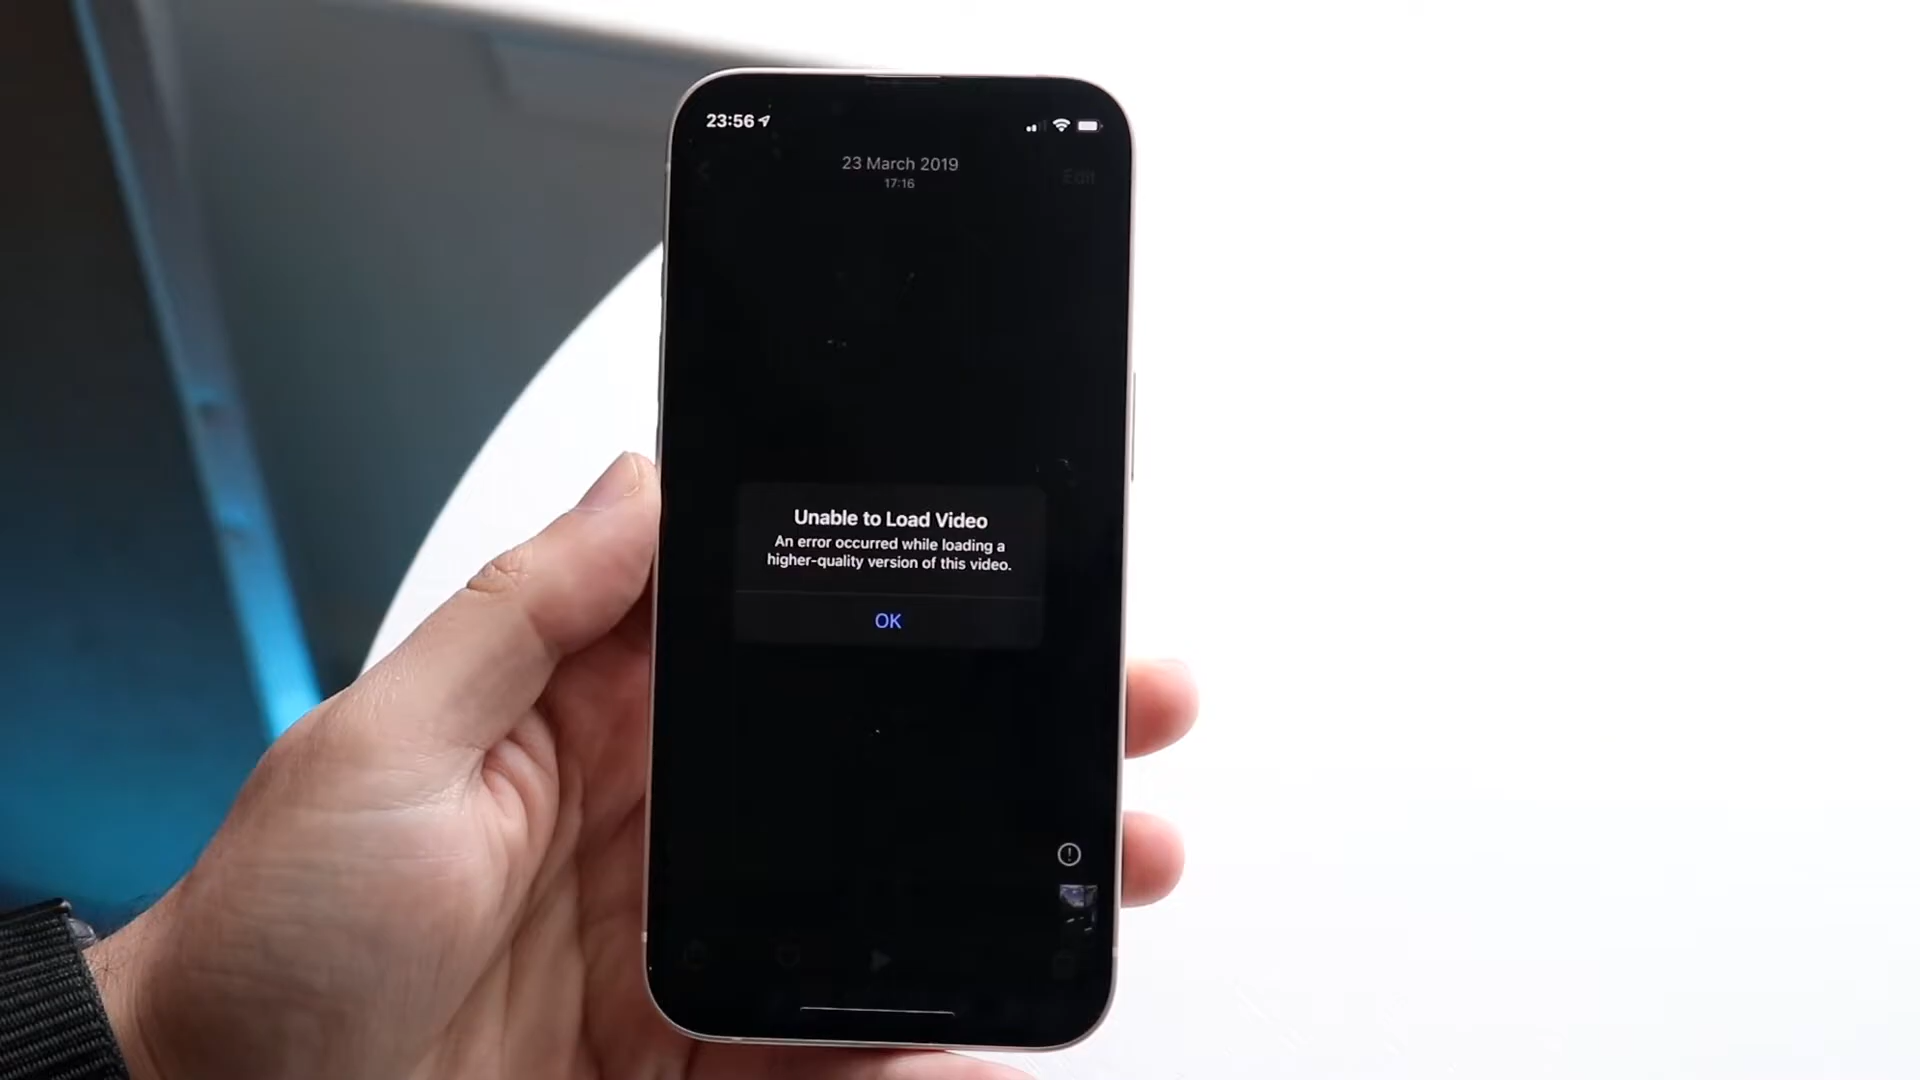 23:56
23 March 2019
17:16
Edit
Unable to Load Video
An error occurred while loading a
higher-quality version of this video.
OK